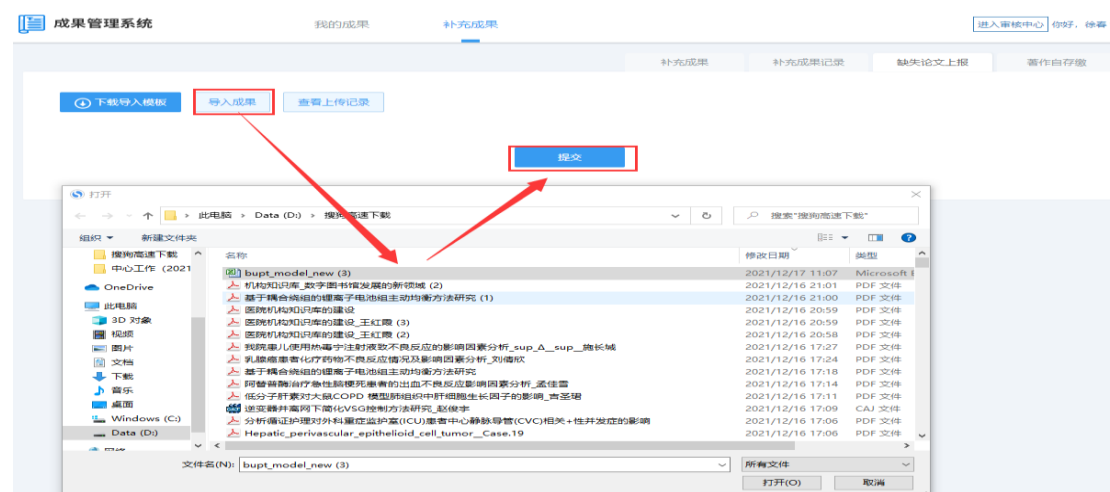 成果管理系统 我的成果 补充成果 进入审核中心 你好，徐春
补充成果 补充成果记录 缺失论文上报 著作自存缴
下载导入模板 导入成果 查看上传记录
提交
打开
此电脑 > Data (D:) > 搜狗高速下载 搜索"搜狗高速下载"
组织 新建文件夹
名称 修改日期 类型
搜狗高速下载
中心工作 (2021
OneDrive
此电脑
3D 对象
视频
图片
文档
下载
音乐
桌面
Windows (C:)
Data (D:)
bupt_model_new (3) 2021/12/17 11:07 Microsoft
机构知识库_数字图书馆发展的新领域 (2) 2021/12/16 21:01 PDF 文件
基于耦合绕组的锂离子电池组主动均衡方法研究 (1) 2021/12/16 21:00 PDF 文件
医院机构知识库的建设 2021/12/16 20:59 PDF 文件
医院机构知识库的建设_王红霞 (3) 2021/12/16 20:59 PDF 文件
医院机构知识库的建设_王红霞 (2) 2021/12/16 20:58 PDF 文件
我院患儿使用热毒宁注射液致不良反应的影响因素分析_sup_Δ__sup__施长城 2021/12/16 17:27 PDF 文件
乳腺癌患者化疗药物不良反应情况及影响因素分析_刘倩欣 2021/12/16 17:24 PDF 文件
基于耦合绕组的锂离子电池组主动均衡方法研究 2021/12/16 17:18 PDF 文件
阿替普酶治疗急性脑梗死患者的出血不良反应影响因素分析_孟佳雪 2021/12/16 17:14 PDF 文件
低分子肝素对大鼠COPD 模型肺组织中肝细胞生长因子的影响_吉圣珺 2021/12/16 17:11 PDF 文件
逆变器并离网下简化VSG控制方法研究_赵俊宇 2021/12/16 17:09 CAJ 文件
分析循证护理对外科重症监护室(ICU)患者中心静脉导管(CVC)相关+性并发症的影响 2021/12/16 17:06 PDF 文件
Hepatic_perivascular_epithelioid_cell_tumor__Case.19 2021/12/16 17:06 PDF 文件
文件名(N): bupt_model_new (3) 所有文件
打开(O) 取消